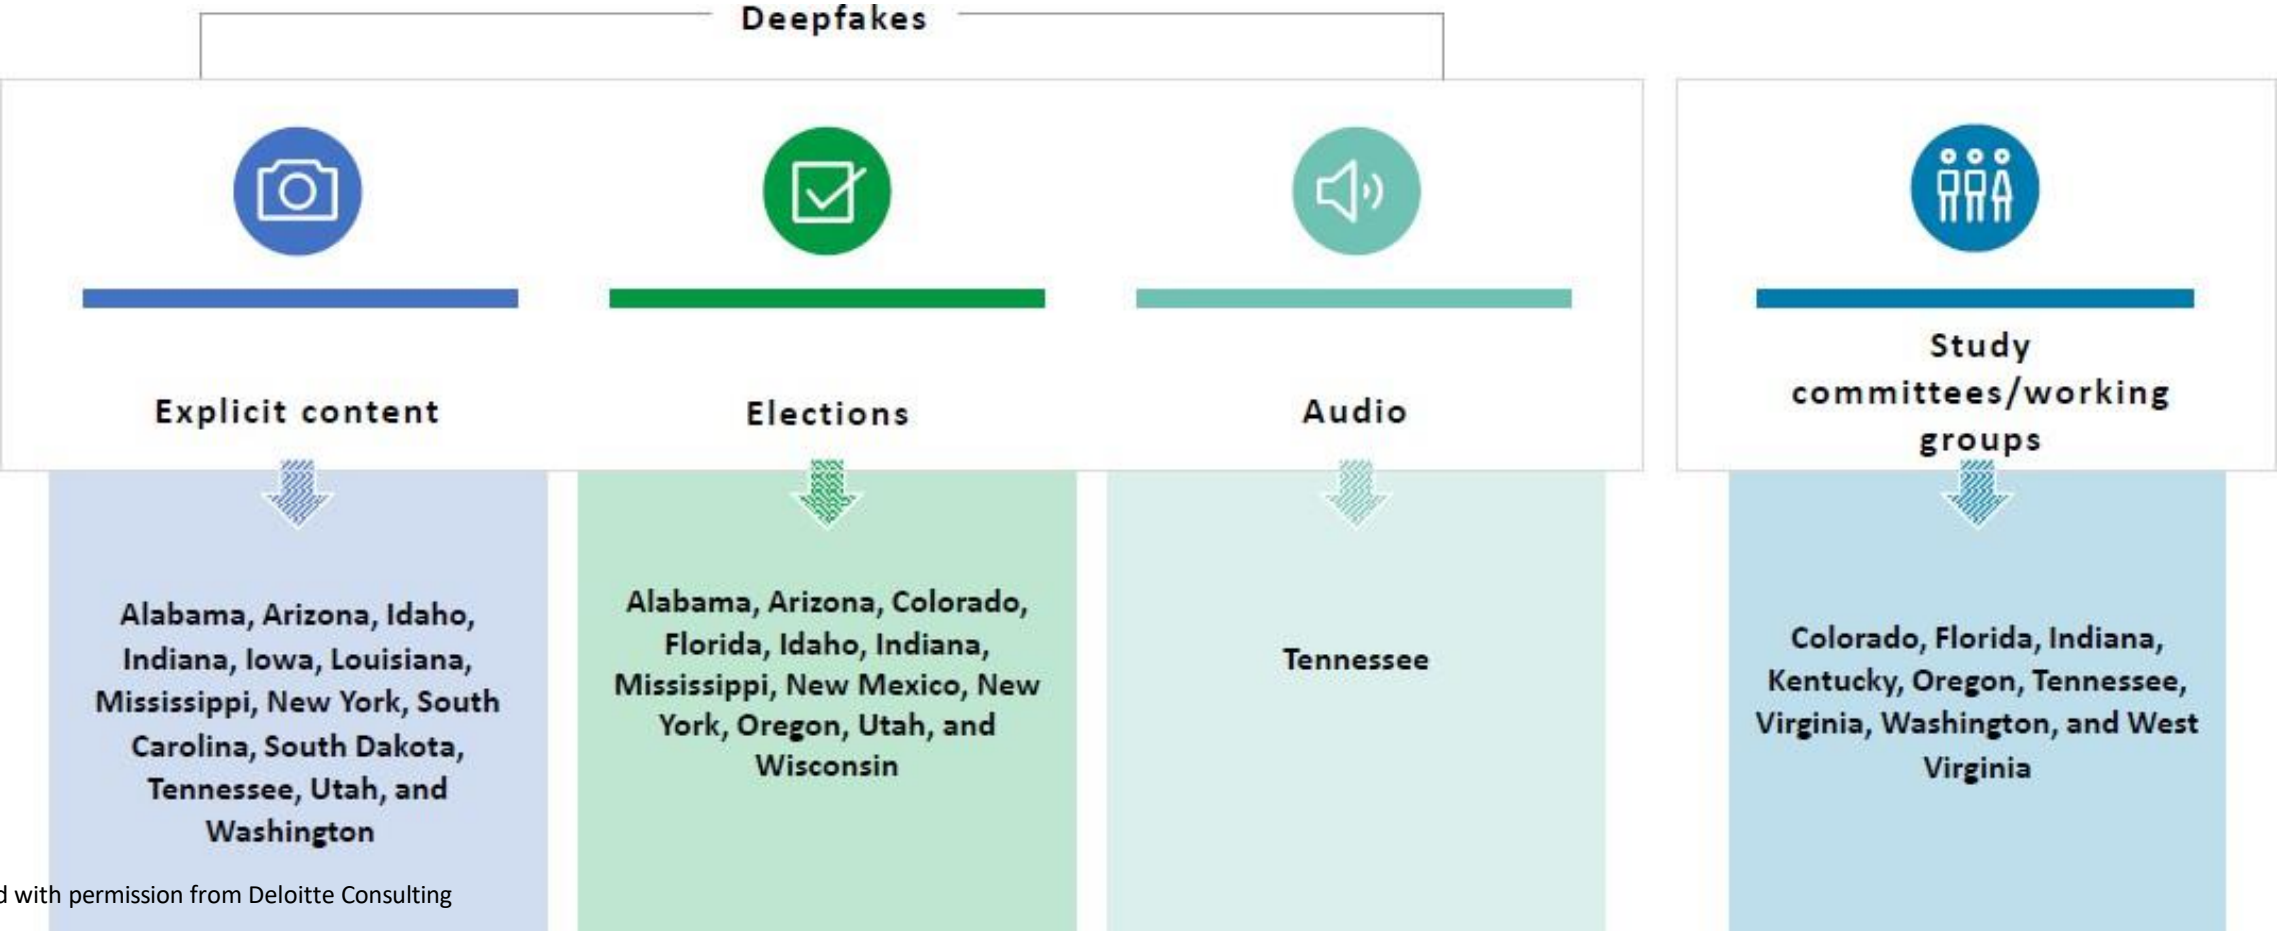 Deepfakes
Explicit content
Elections
Audio
Study
committees/working
groups
Alabama, Arizona, Idaho,
Indiana, Iowa, Louisiana,
Mississippi, New York, South
Carolina, South Dakota,
Tennessee, Utah, and
Washington
Alabama, Arizona, Colorado,
Florida, Idaho, Indiana,
Mississippi, New Mexico, New
York, Oregon, Utah, and
Wisconsin
Tennessee
Colorado, Florida, Indiana,
Kentucky, Oregon, Tennessee,
Virginia, Washington, and West
Virginia
with permission from Deloitte Consulting